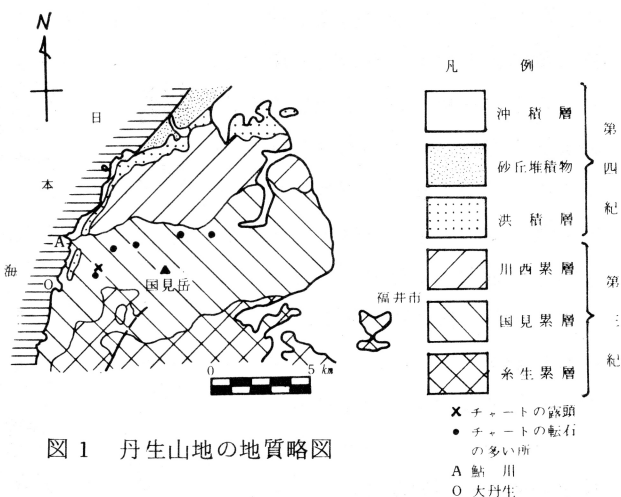 N
凡 例
日
本
海
沖積層
砂丘堆積物
洪積層
第
四
紀
川西累層
国見累層
糸生累層
第
三
紀
A
O
国見岳
福井市
0 5 km
× チャートの露頭
● チャートの転石
の多い所
A 鮎川
O 大丹生
図1 丹生山地の地質略図